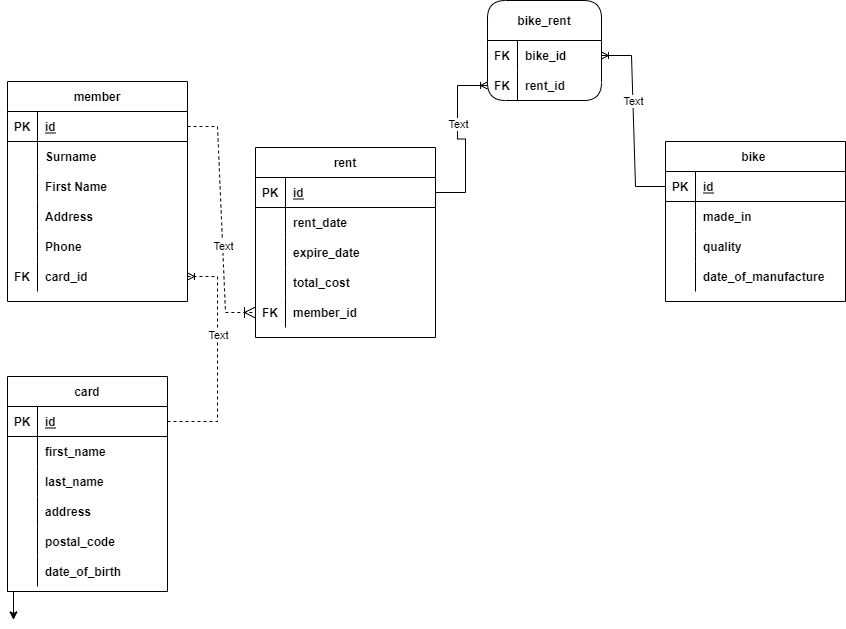 bike_rent
FK bike_id
FK rent_id
Text
Text
member
PK id
Surname
First Name
Address
Phone
FK card_id
Text
Text
rent
PK id
rent_date
expire_date
total_cost
FK member_id
bike
PK id
made_in
quality
date_of_manufacture
card
PK id
first_name
last_name
address
postal_code
date_of_birth